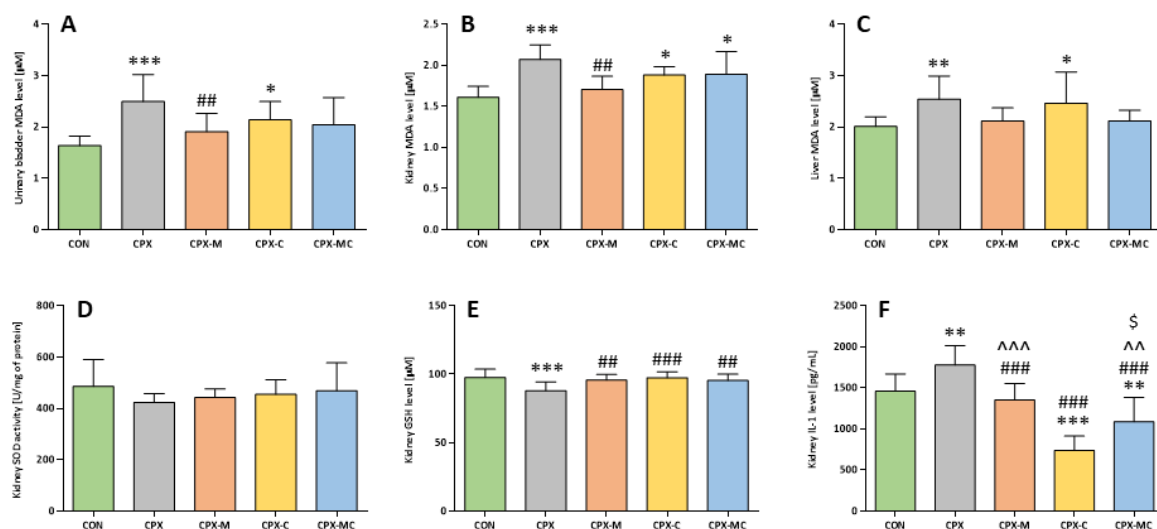 A
Urinary bladder MDA level [µM]
4
3
2
1
0
***
##
*
CON CPX CPX-M CPX-C CPX-MC
B
Kidney MDA level [µM]
2.5
2.0
1.5
1.0
0.5
0.0
***
##
*
*
CON CPX CPX-M CPX-C CPX-MC
C
Liver MDA level [µM]
4
3
2
1
0
**
*
CON CPX CPX-M CPX-C CPX-MC
D
Kidney SOD activity [U/mg of protein]
800
600
400
200
0
CON CPX CPX-M CPX-C CPX-MC
E
Kidney GSH level [µM]
150
100
50
0
***
##
###
##
CON CPX CPX-M CPX-C CPX-MC
F
Kidney IL-1 level [pg/mL]
2500
2000
1500
1000
500
0
**
^^^
###
###
***
$
^^
###
**
CON CPX CPX-M CPX-C CPX-MC